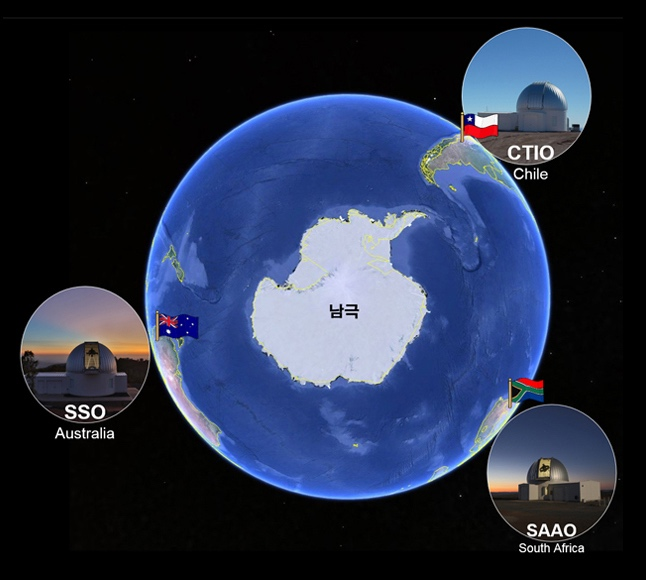 CTIO
Chile
남극
SSO
Australia
SAAO
South Africa